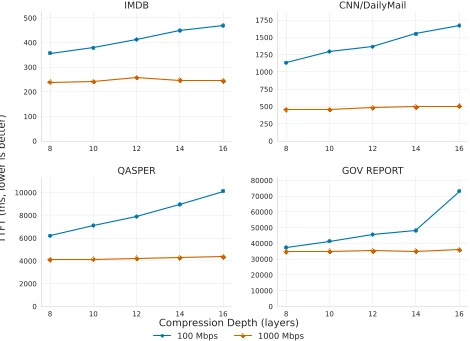 IMDB
500
400
300
200
100
0
8 10 12 14 16
CNN/DailyMail
1750
1500
1250
1000
750
500
250
0
8 10 12 14 16
TTFT (ms, lower is better)
QASPER
10000
8000
6000
4000
2000
0
8 10 12 14 16
GOV REPORT
80000
70000
60000
50000
40000
30000
20000
10000
0
8 10 12 14 16
Compression Depth (layers)
100 Mbps 1000 Mbps